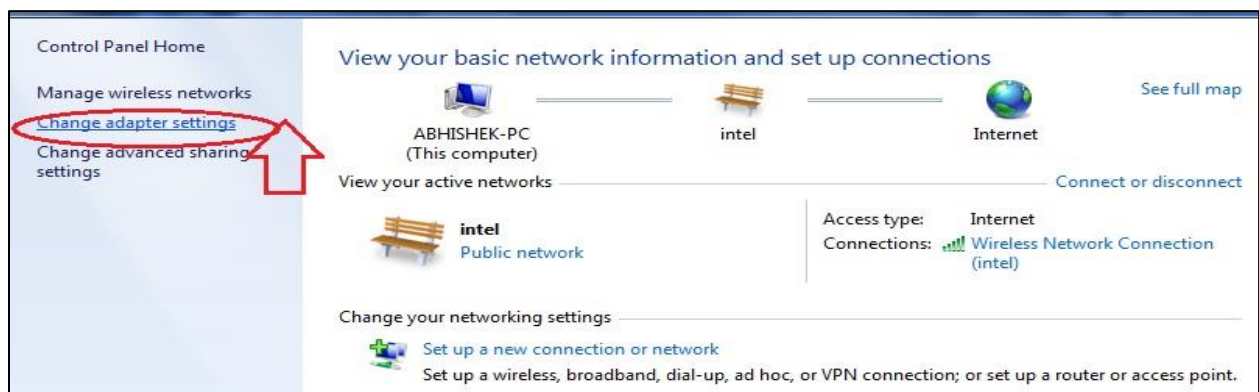 Control Panel Home
Manage wireless networks
Change adapter settings
Change advanced sharing
settings
View your basic network information and set up connections
See full map
ABHISHEK-PC
(This computer)
intel
Internet
View your active networks
Connect or disconnect
intel
Public network
Access type: Internet
Connections: Wireless Network Connection
(intel)
Change your networking settings
Set up a new connection or network
Set up a wireless, broadband, dial-up, ad hoc, or VPN connection; or set up a router or access point.